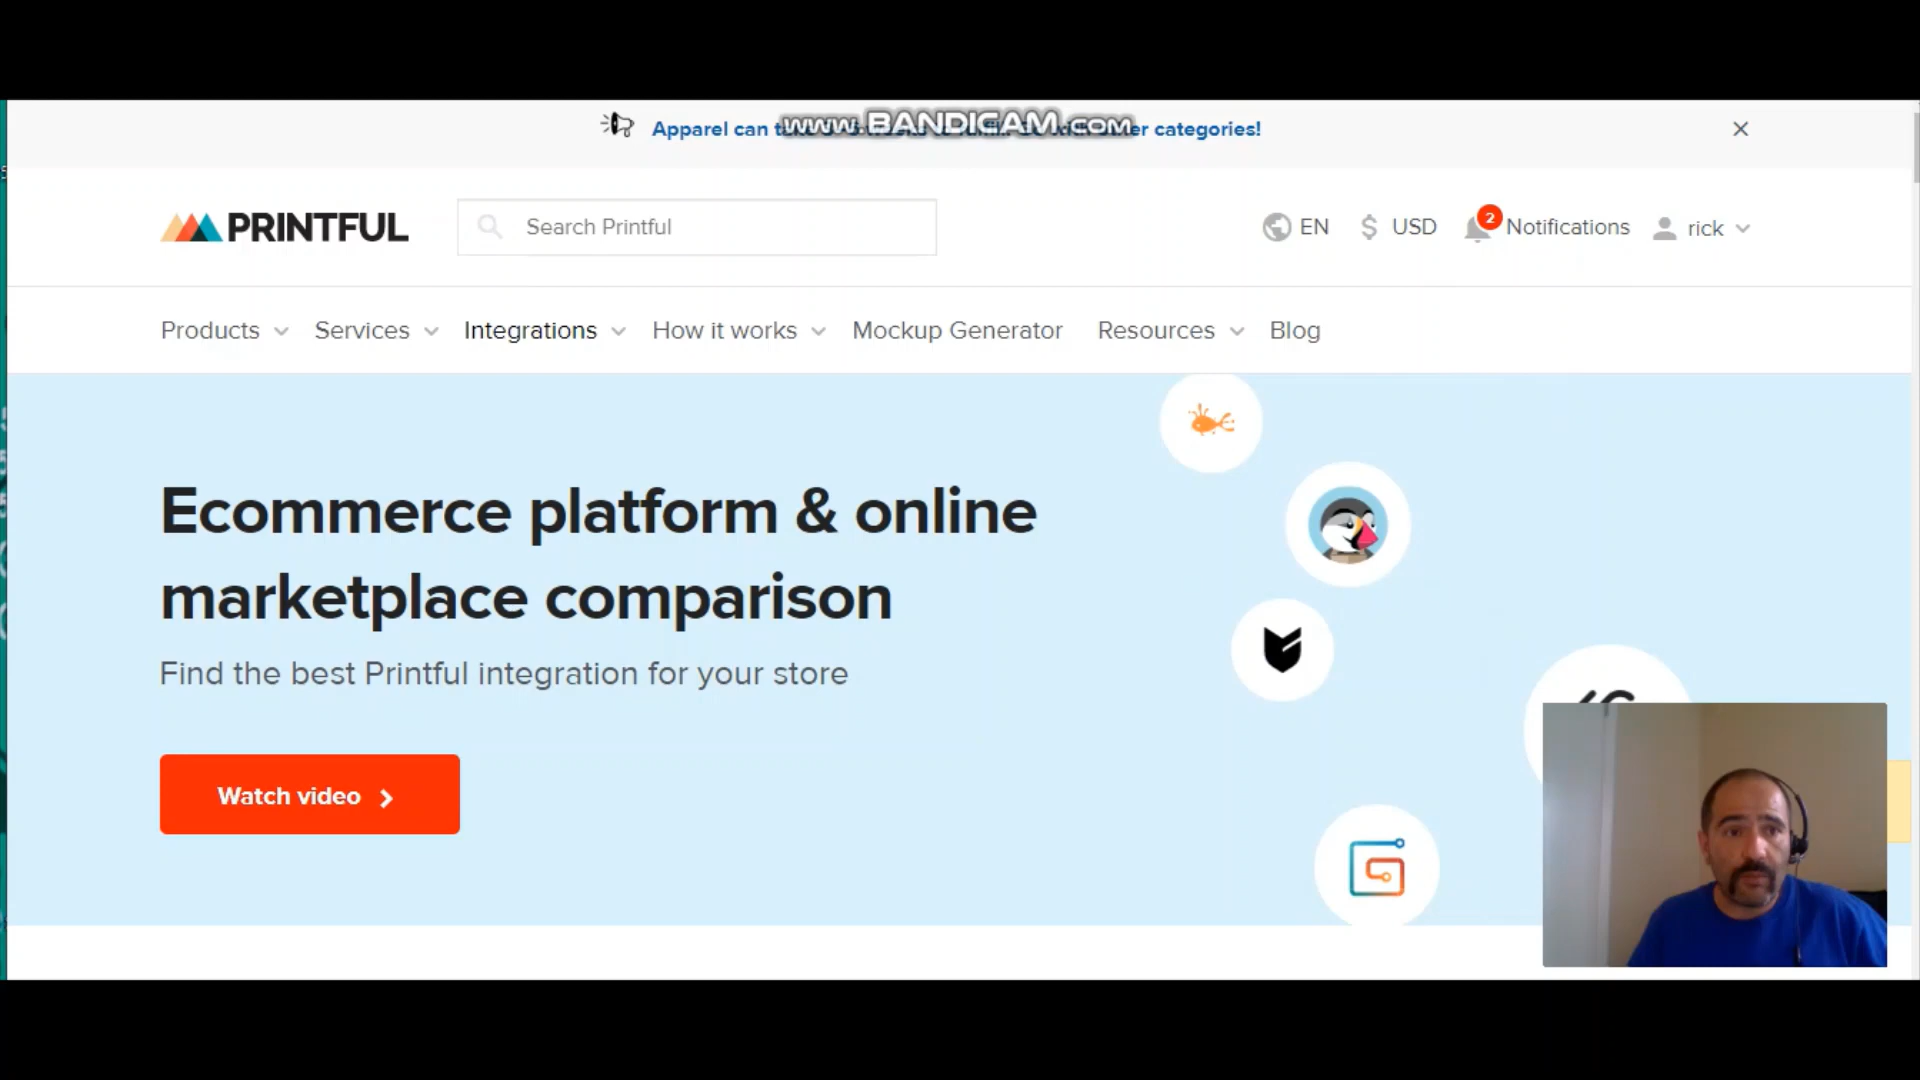 www.BANDICAM.com
Apparel can categories!
PRINTFUL
Search Printful
EN
USD
2
Notifications
rick
Products
Services
Integrations
How it works
Mockup Generator
Resources
Blog
Ecommerce platform & online
marketplace comparison
Find the best Printful integration for your store
Watch video